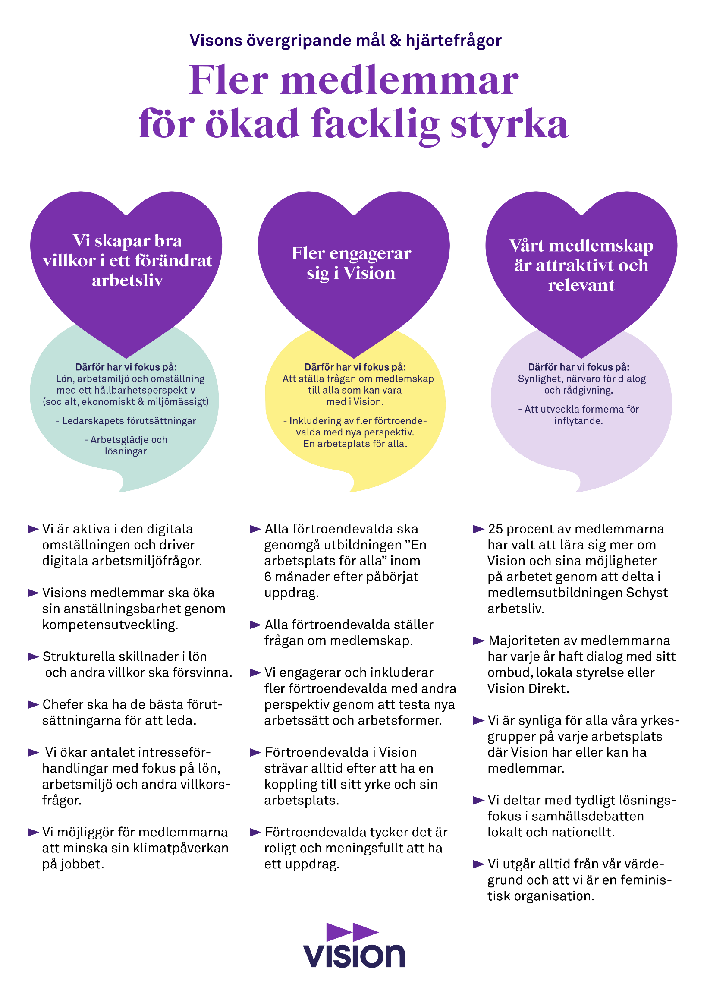 Visons övergripande mål & hjärtefrågor
Fler medlemmar
för ökad facklig styrka
Vi skapar bra
villkor i ett förändrat
arbetsliv
Därför har vi fokus på:
- Lön, arbetsmiljö och omställning
med ett hållbarhetsperspektiv
(socialt, ekonomiskt & miljömässigt)
- Ledarskapets förutsättningar
- Arbetsglädje och
lösningar
Fler engagerar
sig i Vision
Därför har vi fokus på:
- Att ställa frågan om medlemskap
till alla som kan vara
med i Vision.
- Inkludering av fler förtroende-
valda med nya perspektiv.
En arbetsplats för alla.
Vårt medlemskap
är attraktivt och
relevant
Därför har vi fokus på:
- Synlighet, närvaro för dialog
och rådgivning.
- Att utveckla formerna för
inflytande.
Vi är aktiva i den digitala
omställningen och driver
digitala arbetsmiljöfrågor.
Visions medlemmar ska öka
sin anställningsbarhet genom
kompetensutveckling.
Strukturella skillnader i lön
och andra villkor ska försvinna.
Chefer ska ha de bästa förut-
sättningarna för att leda.
Vi ökar antalet intresseför-
handlingar med fokus på lön,
arbetsmiljö och andra villkors-
frågor.
Vi möjliggör för medlemmarna
att minska sin klimatpåverkan
på jobbet.
Alla förtroendevalda ska
genomgå utbildningen ”En
arbetsplats för alla” inom
6 månader efter påbörjat
uppdrag.
Alla förtroendevalda ställer
frågan om medlemskap.
Vi engagerar och inkluderar
fler förtroendevalda med andra
perspektiv genom att testa nya
arbetssätt och arbetsformer.
Förtroendevalda i Vision
strävar alltid efter att ha en
koppling till sitt yrke och sin
arbetsplats.
Förtroendevalda tycker det är
roligt och meningsfullt att ha
ett uppdrag.
25 procent av medlemmarna
har valt att lära sig mer om
Vision och sina möjligheter
på arbetet genom att delta i
medlemsutbildningen Schyst
arbetsliv.
Majoriteten av medlemmarna
har varje år haft dialog med sitt
ombud, lokala styrelse eller
Vision Direkt.
Vi är synliga för alla våra yrkes-
grupper på varje arbetsplats
där Vision har eller kan ha
medlemmar.
Vi deltar med tydligt lösnings-
fokus i samhällsdebatten
lokalt och nationellt.
Vi utgår alltid från vår värde-
grund och att vi är en feminis-
tisk organisation.
vision